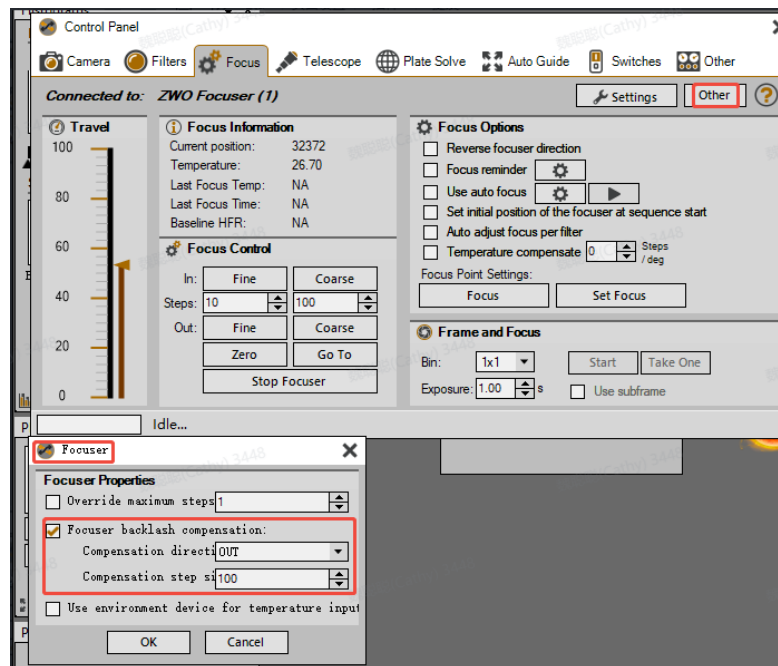 Control Panel
Camera Filters Focus Telescope Plate Solve Auto Guide Switches Other
Connected to: ZWO Focuser (1) Settings Other ?
Travel
100
80
60
40
20
0
Focus Information
Current position: 32372
Temperature: 26.70
Last Focus Temp: NA
Last Focus Time: NA
Baseline HFR: NA
Focus Control
In: Fine Coarse
Steps: 10 100
Out: Fine Coarse
Zero Go To
Stop Focuser
Focus Options
Reverse focuser direction
Focus reminder
Use auto focus
Set initial position of the focuser at sequence start
Auto adjust focus per filter
Temperature compensate 0 Steps / deg
Focus Point Settings:
Focus Set Focus
Frame and Focus
Bin: 1x1 Start Take One
Exposure: 1.00 s Use subframe
Idle...
Focuser
Focuser Properties
Override maximum steps 1
Focuser backlash compensation:
Compensation directi OUT
Compensation step si 100
Use environment device for temperature input
OK Cancel